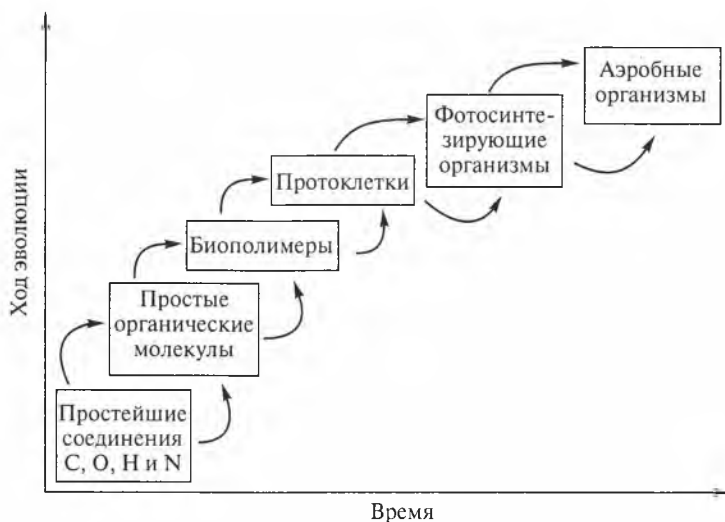 Ход эволюции
Аэробные
организмы
Фотосинте-
зирующие
организмы
Протоклетки
Биополимеры
Простые
органические
молекулы
Простейшие
соединения
C, O, H и N
Время